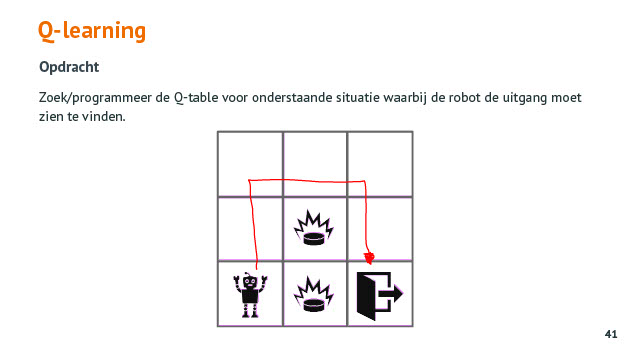 Q-learning
Opdracht
Zoek/programmeer de Q-table voor onderstaande situatie waarbij de robot de uitgang moet
zien te vinden.
41